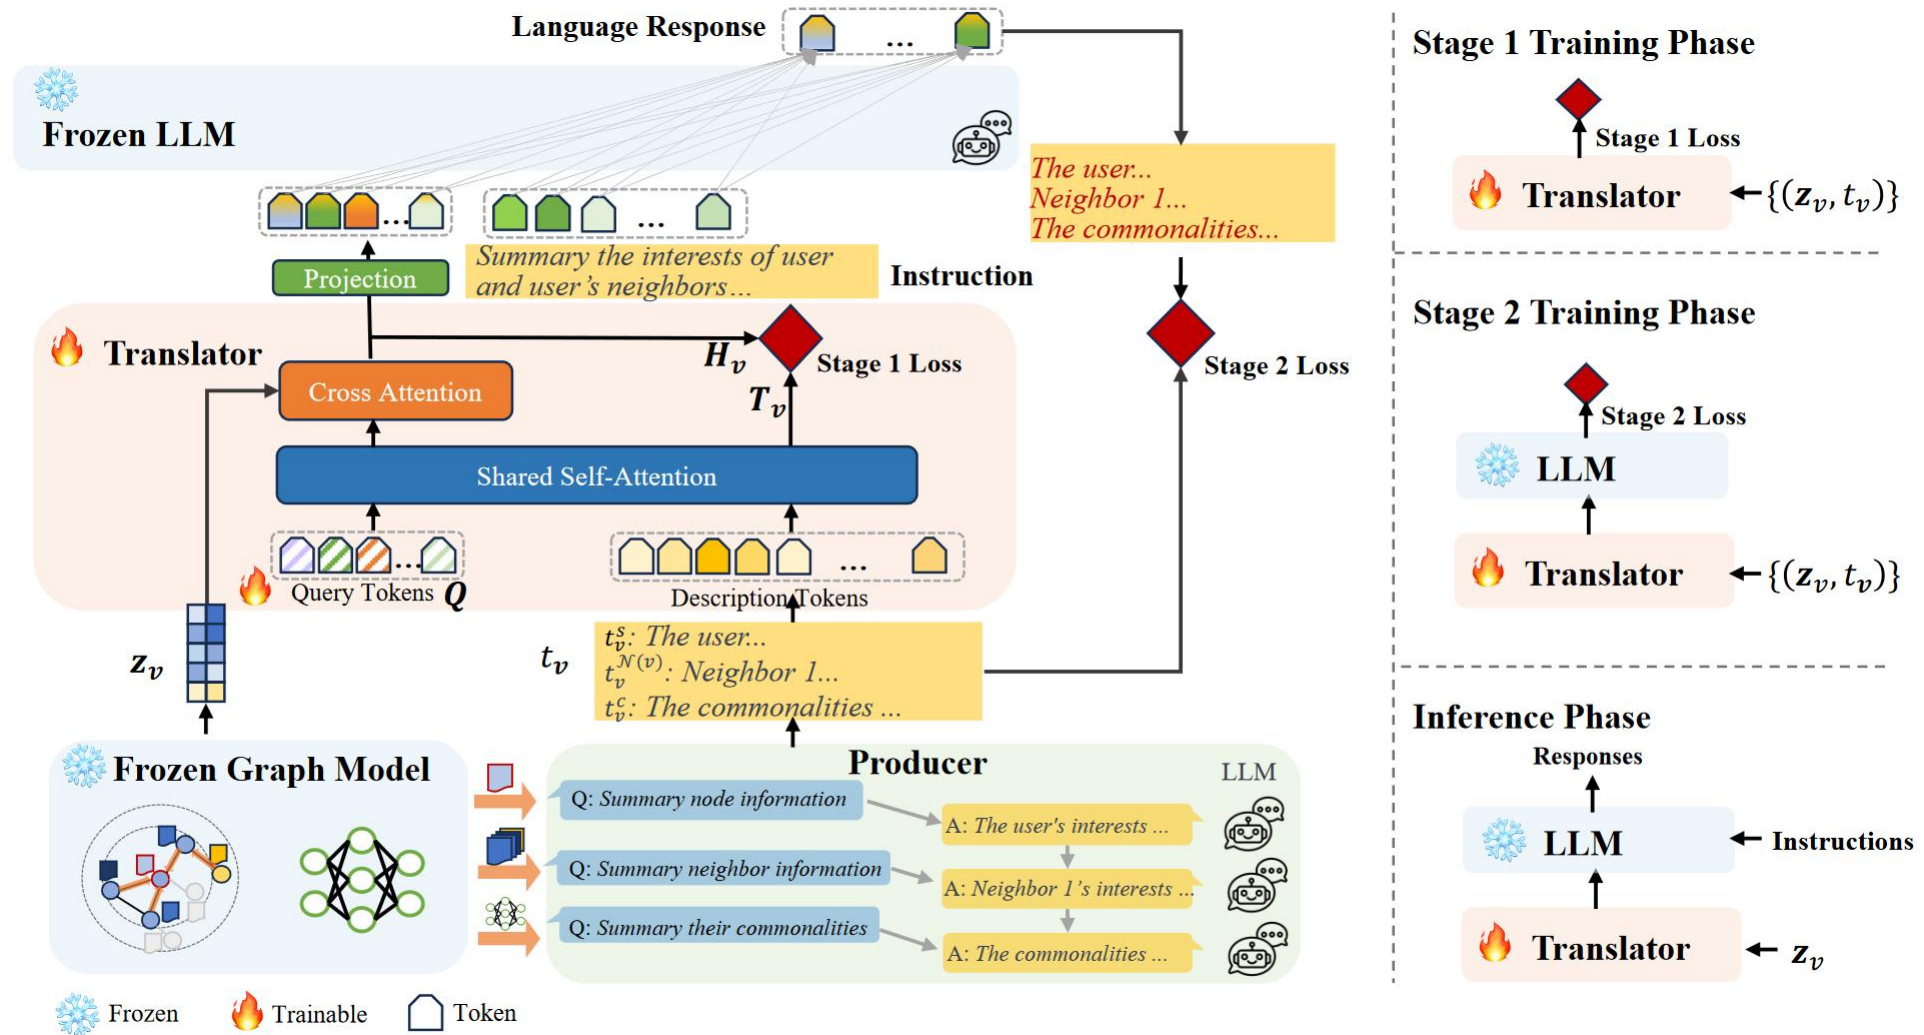 Language Response
...
Frozen LLM
...
...
Summary the interests of user
and user's neighbors...
Instruction
Projection
Translator
H_v
Stage 1 Loss
Cross Attention
T_v
Shared Self-Attention
...
...
Query Tokens Q
Description Tokens
z_v
t_v
t_v^s: The user...
t_v^{N(v)}: Neighbor 1...
t_v^c: The commonalities ...
The user...
Neighbor 1...
The commonalities...
Stage 2 Loss
Frozen Graph Model
Producer
LLM
Q: Summary node information
A: The user's interests ...
Q: Summary neighbor information
A: Neighbor 1's interests ...
Q: Summary their commonalities
A: The commonalities ...
Frozen
Trainable
Token
Stage 1 Training Phase
Stage 1 Loss
Translator
{(z_v, t_v)}
Stage 2 Training Phase
Stage 2 Loss
LLM
Translator
{(z_v, t_v)}
Inference Phase
Responses
LLM
Instructions
Translator
z_v